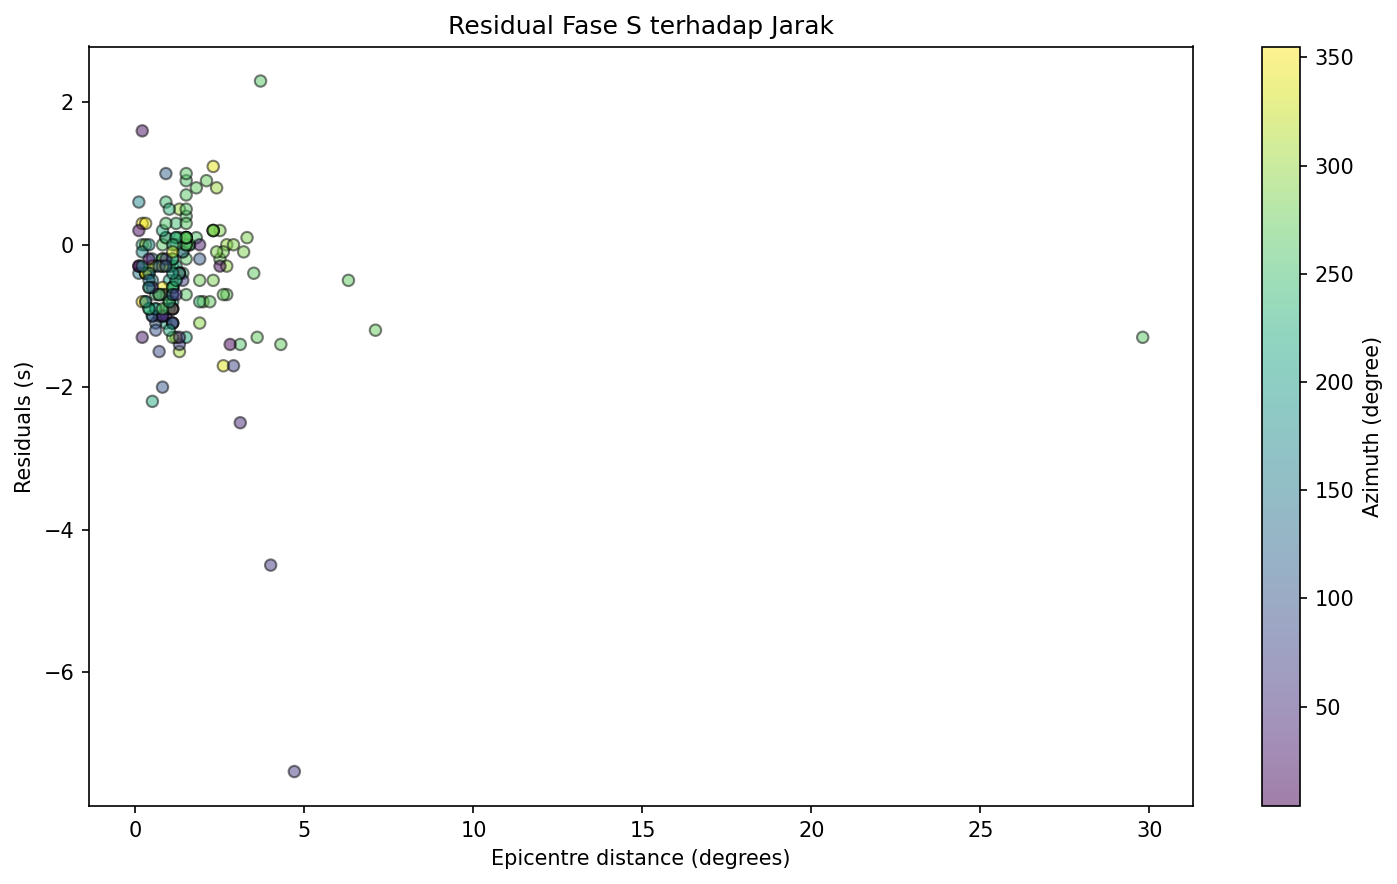 Residual Fase S terhadap Jarak
Residuals (s)
2
0
−2
−4
−6
0 5 10 15 20 25 30
Epicentre distance (degrees)
350
300
250
200
150
100
50
Azimuth (degree)